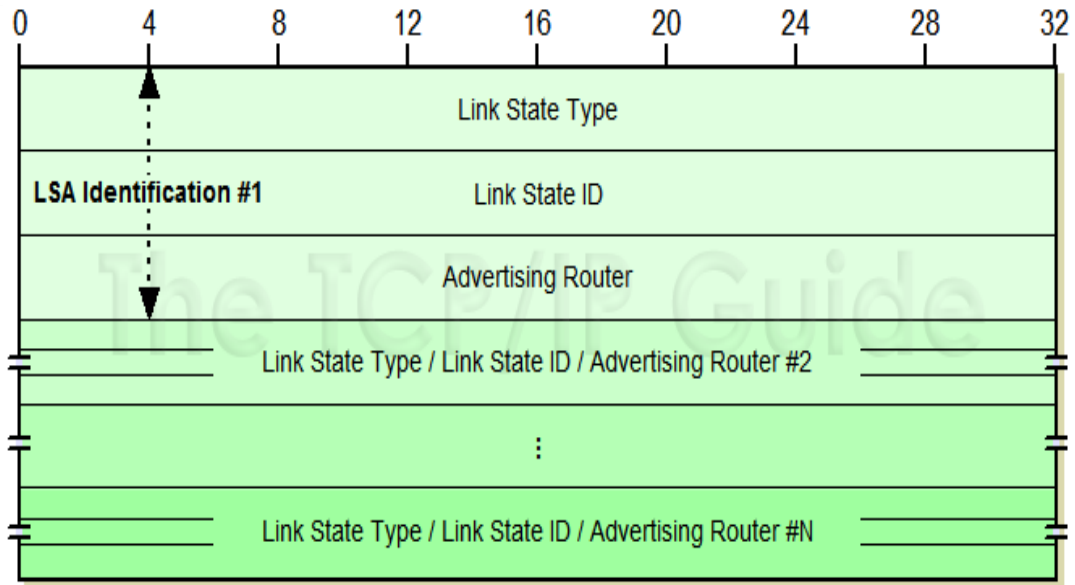 0 4 8 12 16 20 24 28 32
Link State Type
LSA Identification #1
Link State ID
Advertising Router
The TCP/IP Guide
Link State Type / Link State ID / Advertising Router #2
⋮
Link State Type / Link State ID / Advertising Router #N